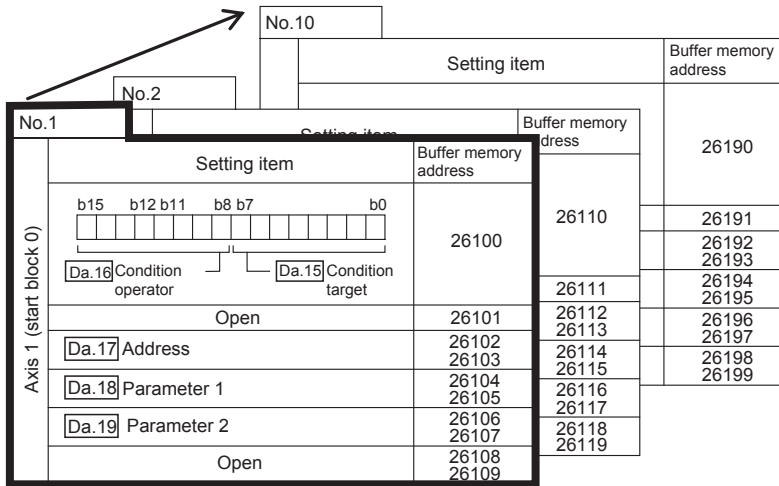 No.10
Setting item
Buffer memory
address
26190
26191
26192
26193
26194
26195
26196
26197
26198
26199
No.2
Setting item
Buffer memory
address
26110
26111
26112
26113
26114
26115
26116
26117
26118
26119
No.1
Axis 1 (start block 0)
Setting item
Buffer memory
address
b15 b12 b11 b8 b7 b0
Da.16 Condition
operator
Da.15 Condition
target
26100
Open
26101
Da.17 Address
26102
26103
Da.18 Parameter 1
26104
26105
Da.19 Parameter 2
26106
26107
Open
26108
26109